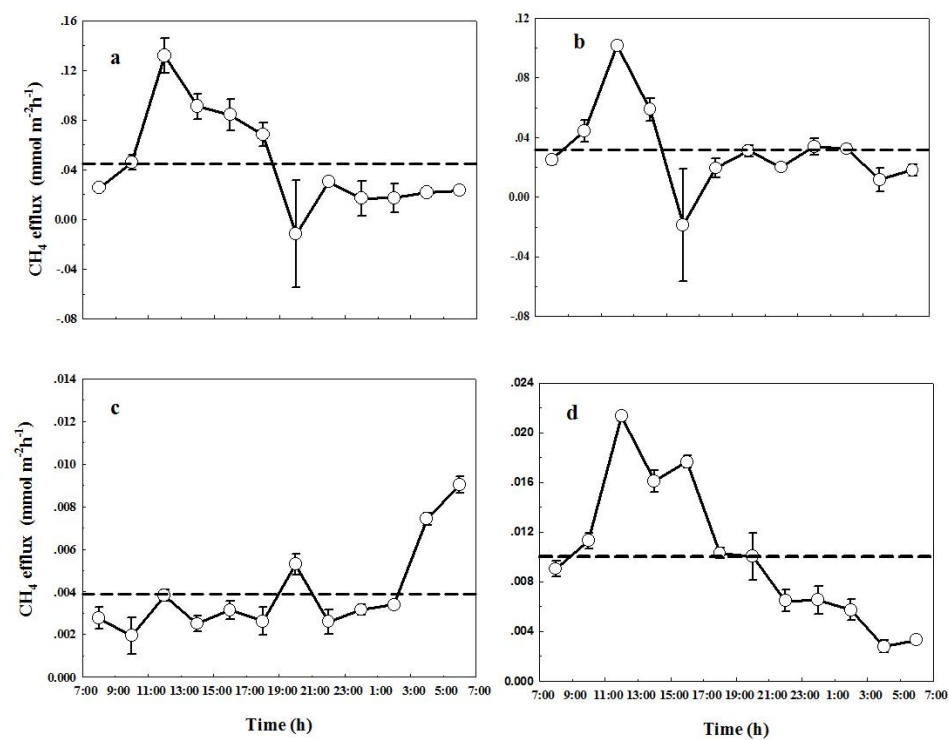 a
.16
.12
.08
.04
0.00
-.04
-.08
CH₄ efflux (mmol m⁻²h⁻¹)
b
.12
.08
.04
0.00
-.04
-.08
c
.014
.012
.010
.008
.006
.004
.002
0.000
CH₄ efflux (mmol m⁻²h⁻¹)
7:00 9:00 11:00 13:00 15:00 17:00 19:00 21:00 23:00 1:00 3:00 5:00 7:00
Time (h)
d
.024
.020
.016
.012
.008
.004
0.000
7:00 9:00 11:00 13:00 15:00 17:00 19:00 21:00 23:00 1:00 3:00 5:00 7:00
Time (h)